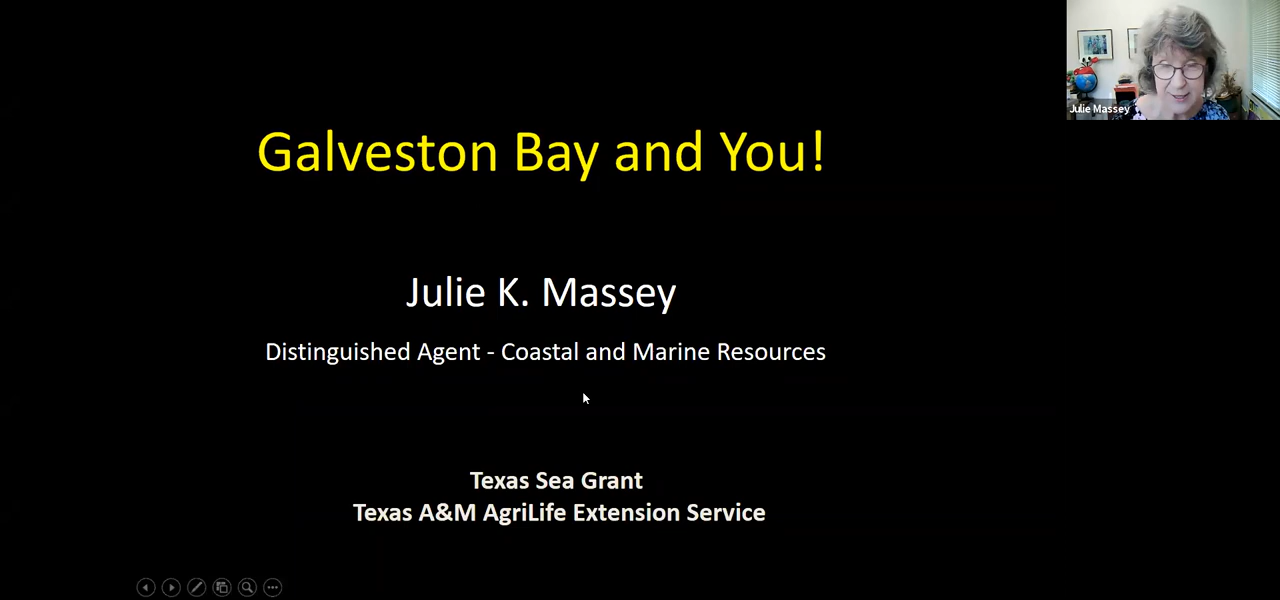 Galveston Bay and You!
Julie Massey
Julie K. Massey
Distinguished Agent - Coastal and Marine Resources
Texas Sea Grant
Texas A&M AgriLife Extension Service